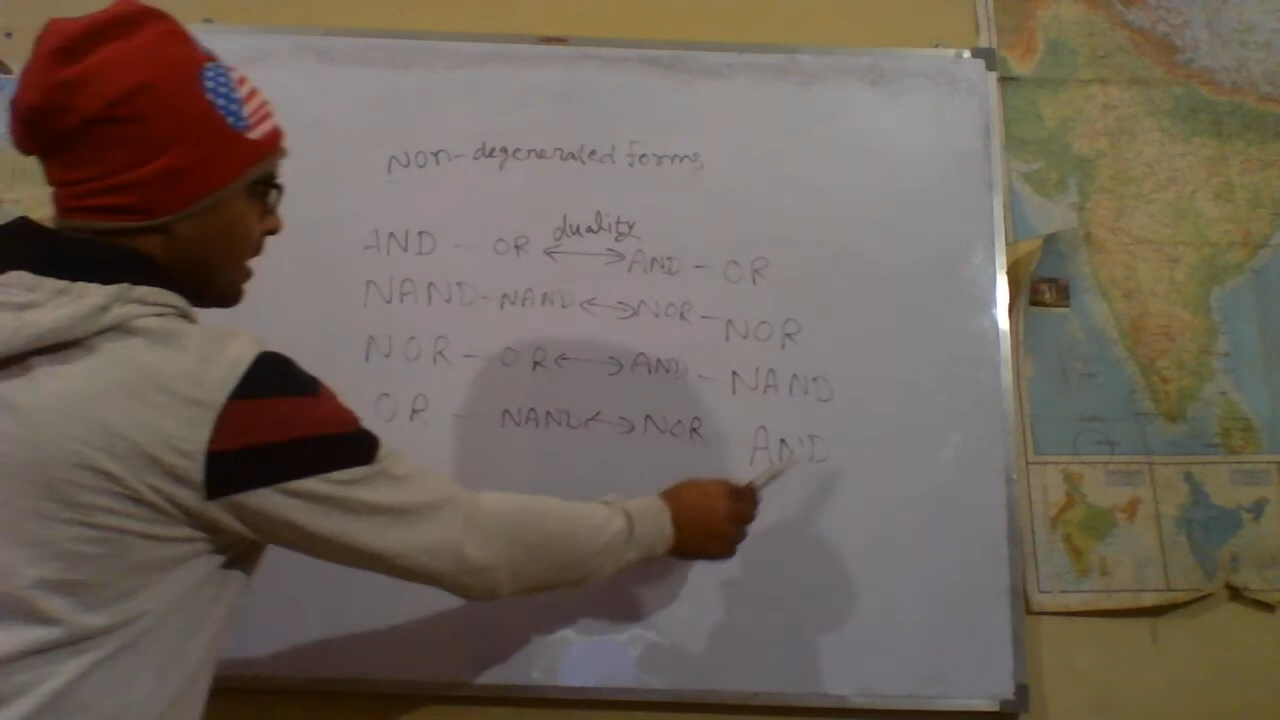 Non-degenerated forms
duality
AND - OR ⟷ AND - OR
NAND-NAND ⟷ NOR-NOR
NOR - OR ⟷ AND - NAND
OR - NAND ⟷ NOR - AND